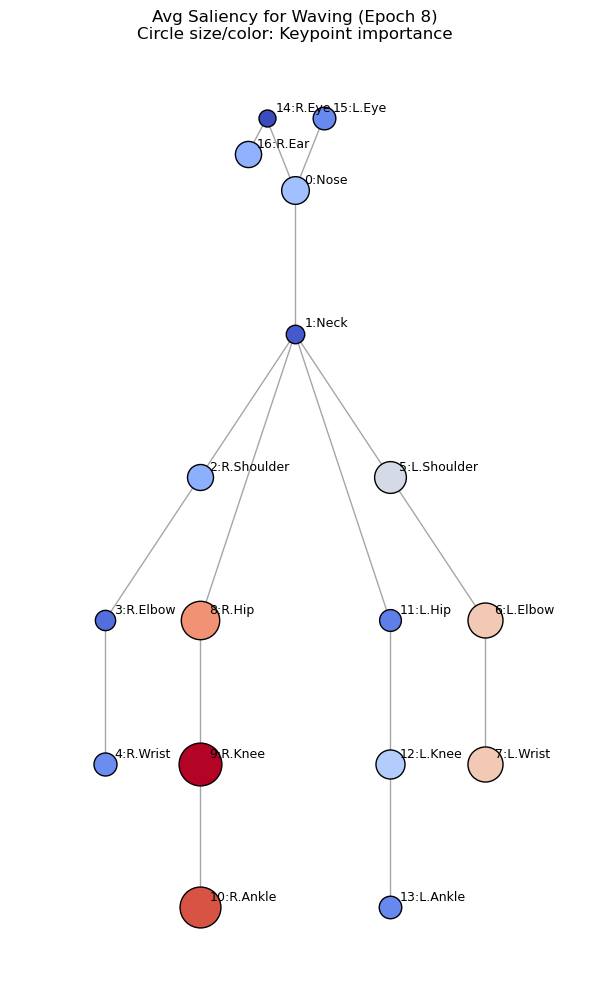 Avg Saliency for Waving (Epoch 8)
Circle size/color: Keypoint importance
14:R.Eye
15:L.Eye
16:R.Ear
0:Nose
1:Neck
2:R.Shoulder
5:L.Shoulder
3:R.Elbow
8:R.Hip
11:L.Hip
6:L.Elbow
4:R.Wrist
9:R.Knee
12:L.Knee
7:L.Wrist
10:R.Ankle
13:L.Ankle